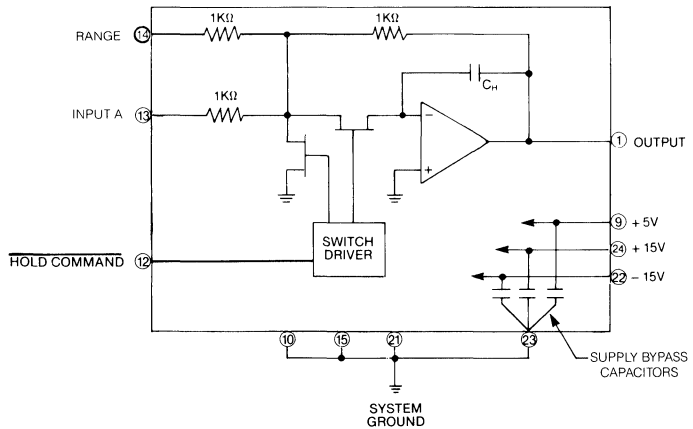 1KΩ
1KΩ
RANGE
14
1KΩ
C_H
INPUT A
13
−
+
1 OUTPUT
9 + 5V
24 + 15V
22 − 15V
SWITCH
DRIVER
HOLD COMMAND
12
10
15
21
23
SUPPLY BYPASS
CAPACITORS
SYSTEM
GROUND